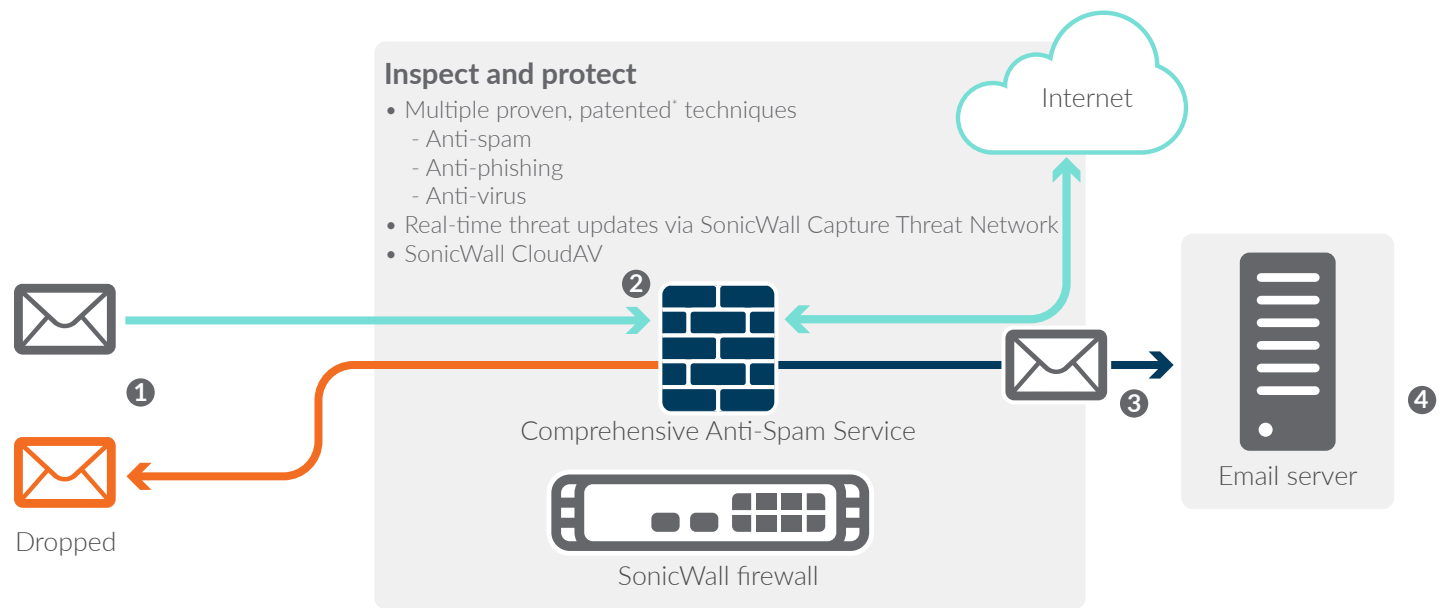 Inspect and protect
• Multiple proven, patented* techniques
- Anti-spam
- Anti-phishing
- Anti-virus
• Real-time threat updates via SonicWall Capture Threat Network
• SonicWall CloudAV
Internet
2
1
3
4
Comprehensive Anti-Spam Service
Email server
Dropped
SonicWall firewall